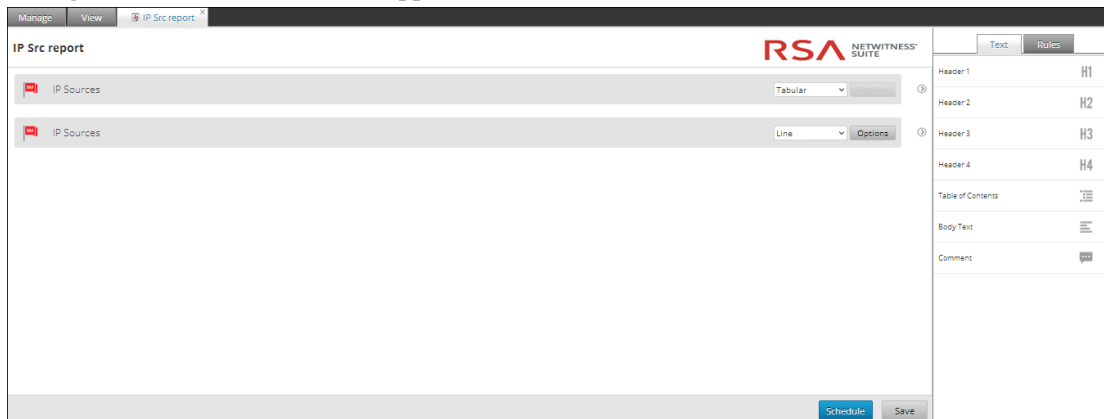 Manage View IP Src report ×
IP Src report
RSA NETWITNESS® SUITE
IP Sources Tabular Options
IP Sources Line Options
Text Rules
Header 1 H1
Header 2 H2
Header 3 H3
Header 4 H4
Table of Contents
Body Text
Comment
Schedule Save